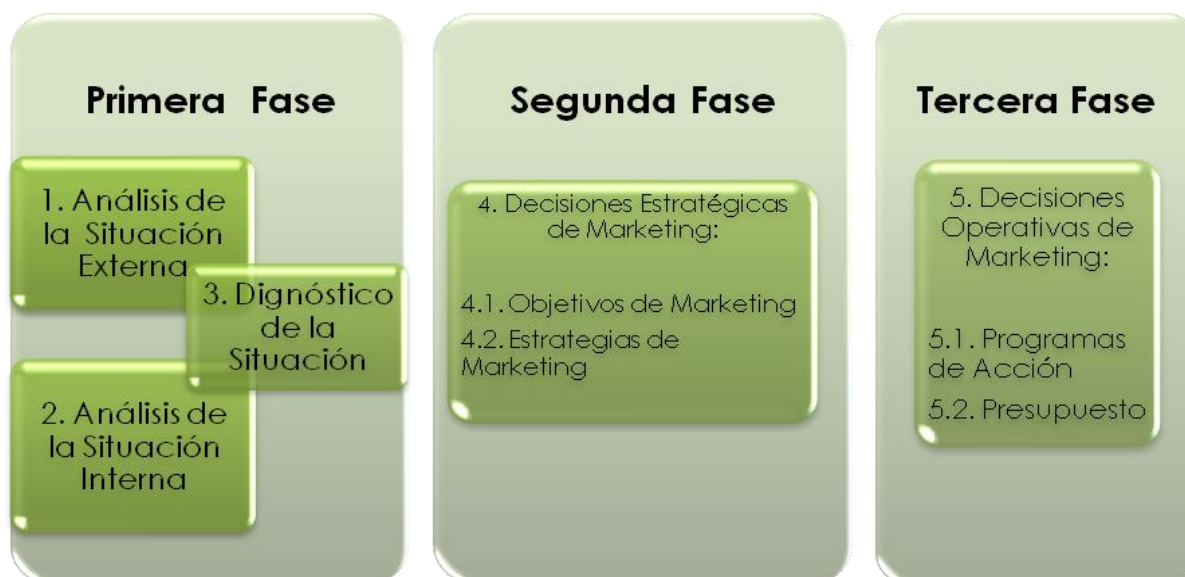 Primera Fase
1. Análisis de
la Situación
Externa
3. Dignóstico
de la
Situación
2. Análisis de
la Situación
Interna
Segunda Fase
4. Decisiones Estratégicas
de Marketing:
4.1. Objetivos de Marketing
4.2. Estrategias de
Marketing
Tercera Fase
5. Decisiones
Operativas de
Marketing:
5.1. Programas
de Acción
5.2. Presupuesto